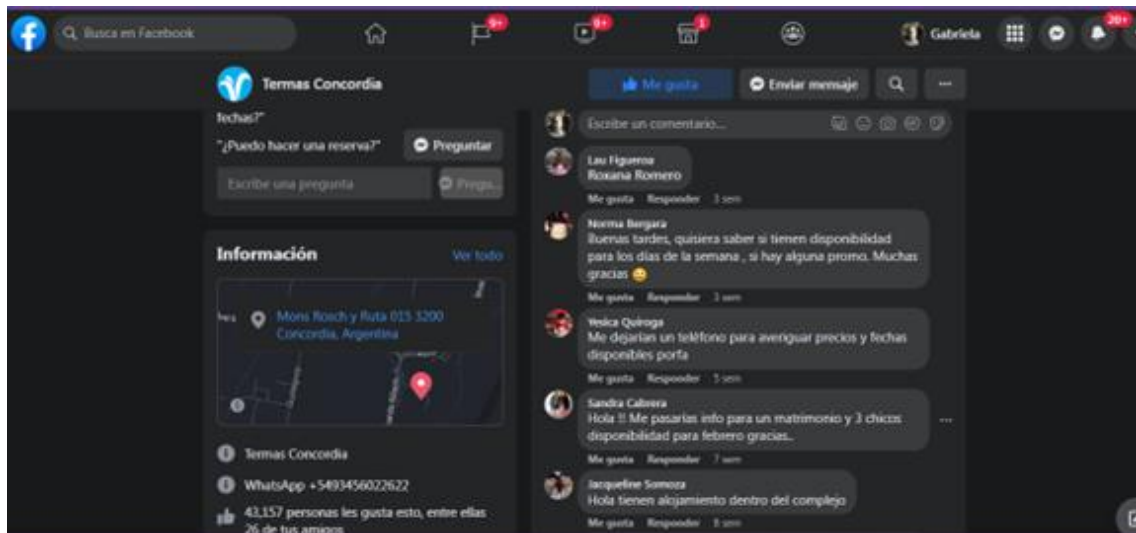 Busca en Facebook
9+
9+
1
Gabriela
20+
Termas Concordia
Me gusta
Enviar mensaje
fechas?"
"¿Puedo hacer una reserva?"
Preguntar
Escribe una pregunta
Pregu...
Información
Ver todo
Mons Rosch y Ruta 015 3200
Concordia, Argentina
Termas Concordia
WhatsApp +5493456022622
43,157 personas les gusta esto, entre ellas
26 de tus amigos
Escribe un comentario...
Lau Figueroa
Roxana Romero
Me gusta Responder 3 sem
Norma Bergara
Buenas tardes, quisiera saber si tienen disponibilidad
para los días de la semana , si hay alguna promo. Muchas
gracias
Me gusta Responder 3 sem
Yesica Quiroga
Me dejarían un teléfono para averiguar precios y fechas
disponibles porfa
Me gusta Responder 5 sem
Sandra Cabrera
Hola !! Me pasarías info para un matrimonio y 3 chicos
disponibilidad para febrero gracias..
Me gusta Responder 7 sem
Jacqueline Somoza
Hola tienen alojamiento dentro del complejo
Me gusta Responder 8 sem